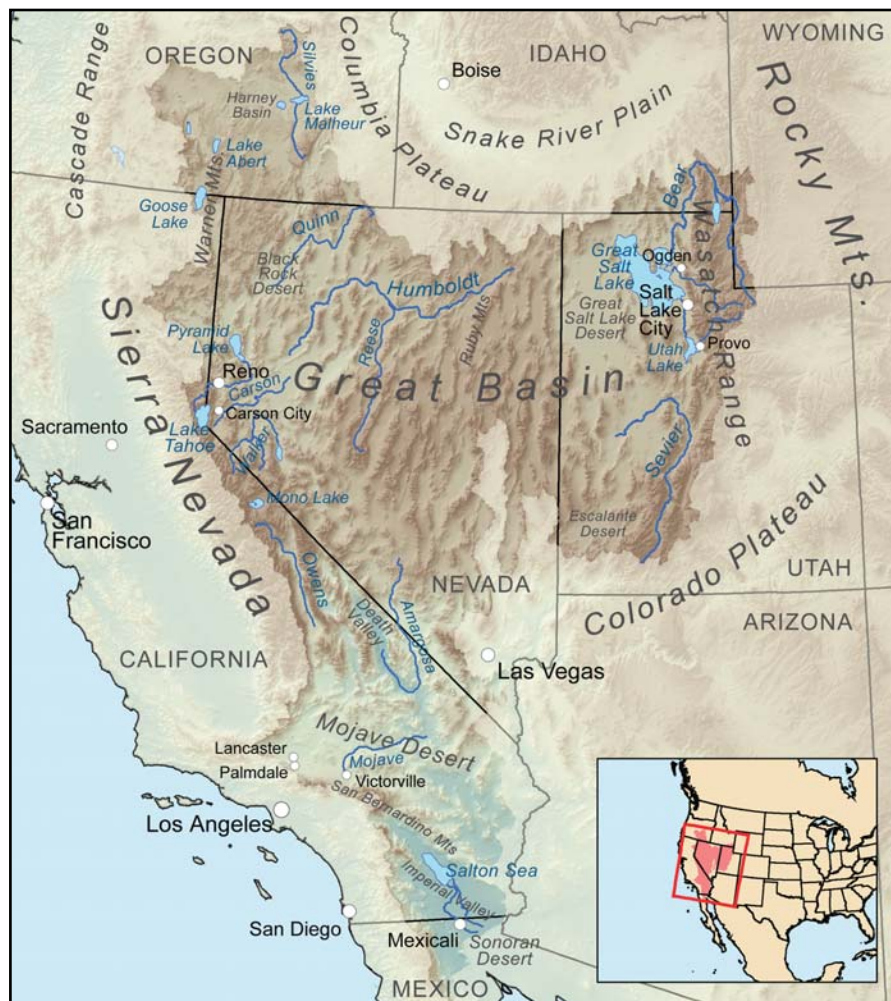 WYOMING
OREGON
IDAHO
Cascade Range
Silvies
Columbia Plateau
Boise
Rocky Mts.
Harney
Basin
Lake
Malheur
Snake River Plain
Lake
Abert
Warner Mts.
Goose
Lake
Bear
Wasatch Range
Quinn
Black
Rock
Desert
Humboldt
Great
Salt
Lake
Ogden
Salt
Lake
City
Great
Salt Lake
Desert
Ruby Mts
Reese
Pyramid
Lake
Utah
Lake
Provo
Reno
Carson
Great Basin
Carson City
Lake
Tahoe
Walker
Sacramento
Sierra Nevada
Sevier
Mono Lake
San
Francisco
Escalante
Desert
Colorado Plateau
Owens
NEVADA
UTAH
Death
Valley
Amargosa
ARIZONA
CALIFORNIA
Las Vegas
Mojave Desert
Lancaster
Palmdale
Mojave
Victorville
San Bernardino Mts
Los Angeles
Salton Sea
Imperial Valley
San Diego
Mexicali
Sonoran
Desert
MEXICO